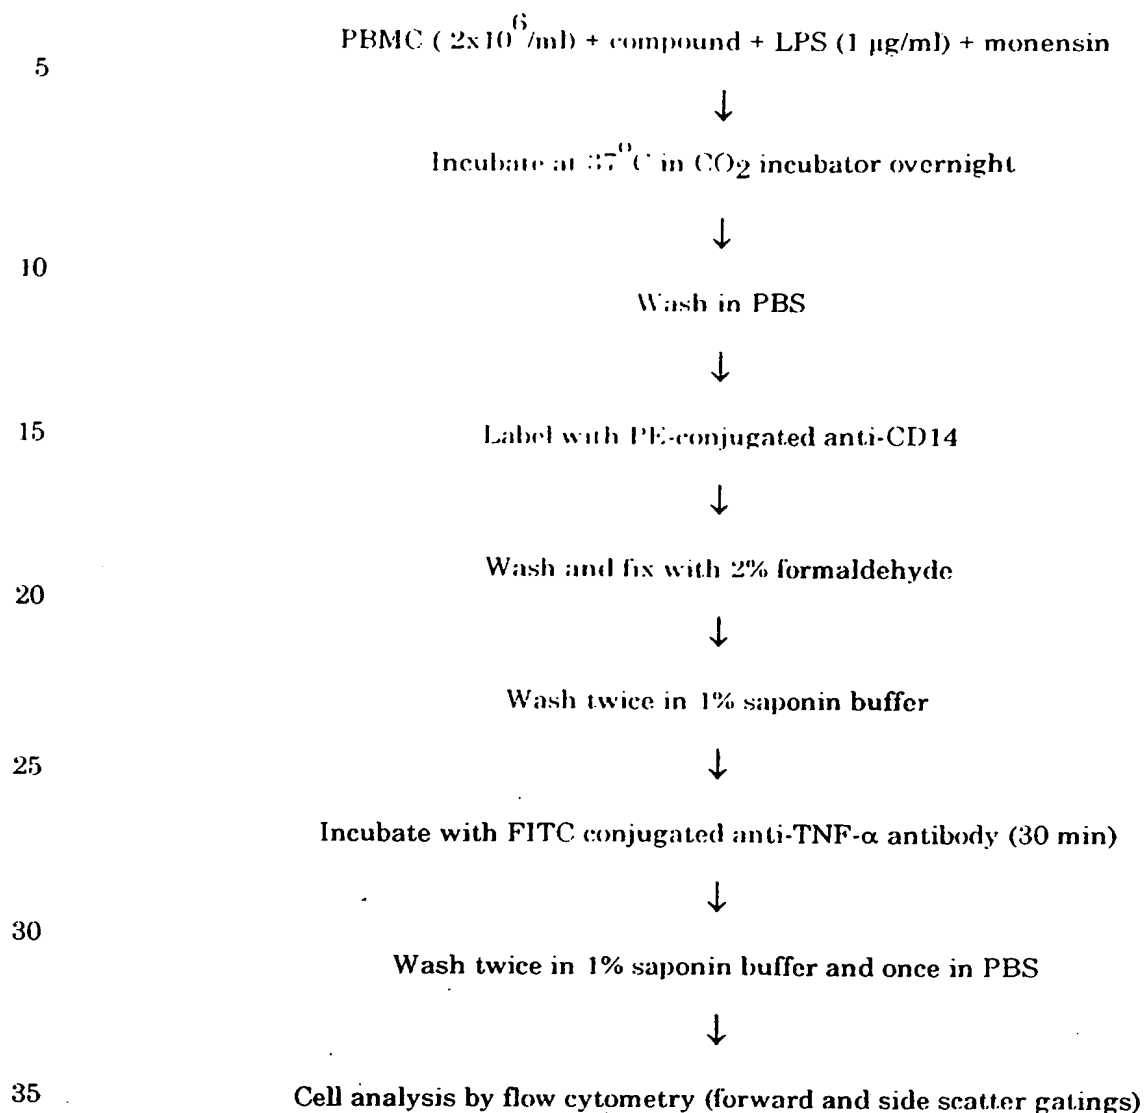 PBMC ( 2x10^6/ml) + compound + LPS (1 µg/ml) + monensin
5
↓
Incubate at 37^0C in CO2 incubator overnight
↓
10
Wash in PBS
↓
15
Label with PE-conjugated anti-CD14
↓
Wash and fix with 2% formaldehyde
20
↓
Wash twice in 1% saponin buffer
25
↓
Incubate with FITC conjugated anti-TNF-α antibody (30 min)
↓
30
Wash twice in 1% saponin buffer and once in PBS
↓
35
Cell analysis by flow cytometry (forward and side scatter gatings)